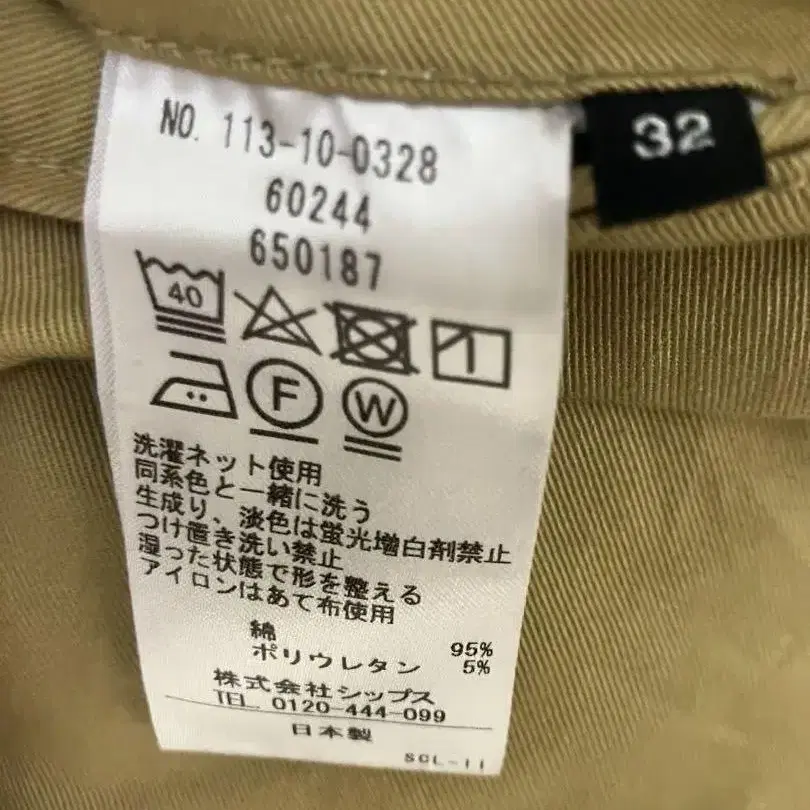 NO. 113-10-0328
32
60244
650187
40
F
W
洗濯ネット使用
同系色と一緒に洗う
生成り、淡色は蛍光増白剤禁止
つけ置き洗い禁止
湿った状態で形を整える
アイロンはあて布使用
綿 95%
ポリウレタン 5%
株式会社シップス
TEL 0120-444-099
日本製
SCL-11